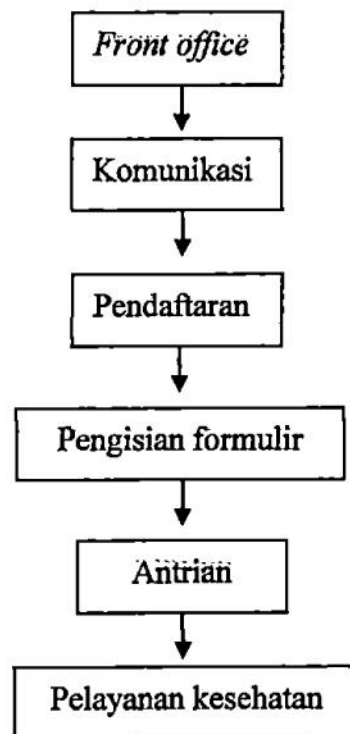 Front office
Komunikasi
Pendaftaran
Pengisian formulir
Antrian
Pelayanan kesehatan